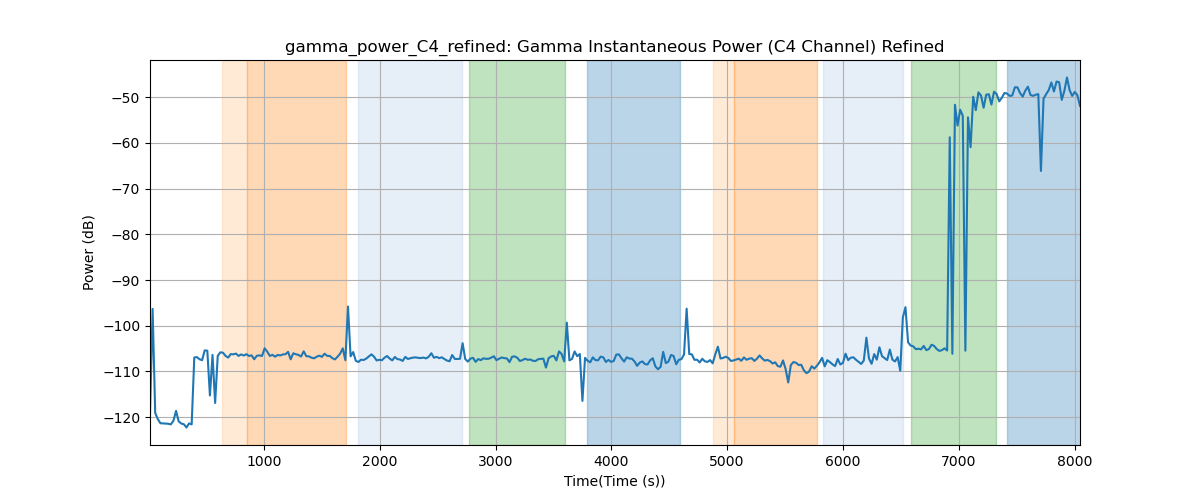 gamma_power_C4_refined: Gamma Instantaneous Power (C4 Channel) Refined
Power (dB)
−50
−60
−70
−80
−90
−100
−110
−120
1000 2000 3000 4000 5000 6000 7000 8000
Time(Time (s))